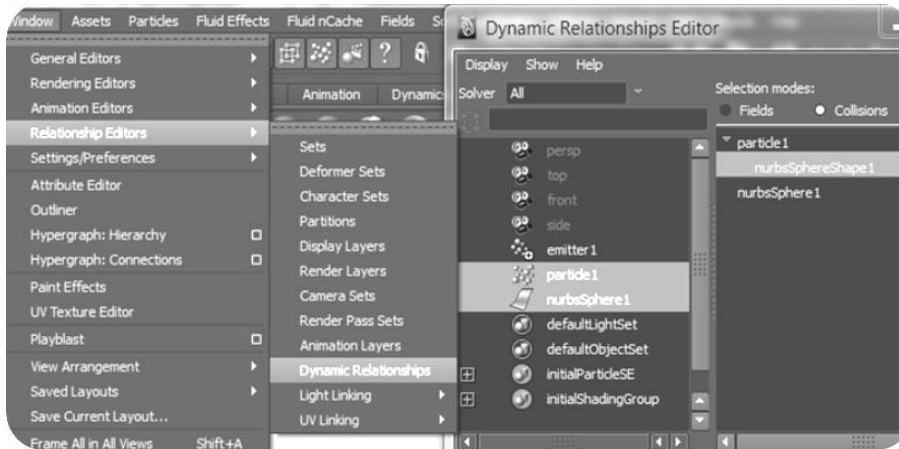 indow Assets Particles Fluid Effects Fluid nCache Fields
General Editors
Rendering Editors
Animation Editors
Relationship Editors
Settings/Preferences
Attribute Editor
Outliner
Hypergraph: Hierarchy
Hypergraph: Connections
Paint Effects
UV Texture Editor
Playblast
View Arrangement
Saved Layouts
Save Current Layout...
Frame All in All Views Shift+A
Animation Dynamics
Sets
Deformer Sets
Character Sets
Partitions
Display Layers
Render Layers
Camera Sets
Render Pass Sets
Animation Layers
Dynamic Relationships
Light Linking
UV Linking
Dynamic Relationships Editor
Display Show Help
Solver All
persp
top
front
side
emitter1
particle1
nurbsSphere1
defaultLightSet
defaultObjectSet
initialParticleSE
initialShadingGroup
Selection modes:
Fields Collisions
particle1
nurbsSphereShape1
nurbsSphere1